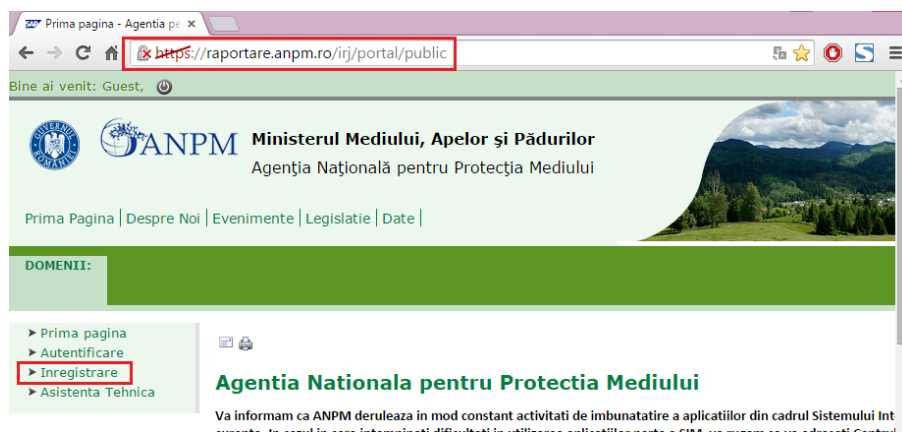 Prima pagina - Agentia pe
https://raportare.anpm.ro/irj/portal/public
Bine ai venit: Guest,
ANPM Ministerul Mediului, Apelor şi Pădurilor
Agenţia Naţională pentru Protecţia Mediului
Prima Pagina | Despre Noi | Evenimente | Legislatie | Date |
DOMENII:
Prima pagina
Autentificare
Inregistrare
Asistenta Tehnica
Agentia Nationala pentru Protectia Mediului
Va informam ca ANPM deruleaza in mod constant activitati de imbunatatire a aplicatiilor din cadrul Sistemului Int